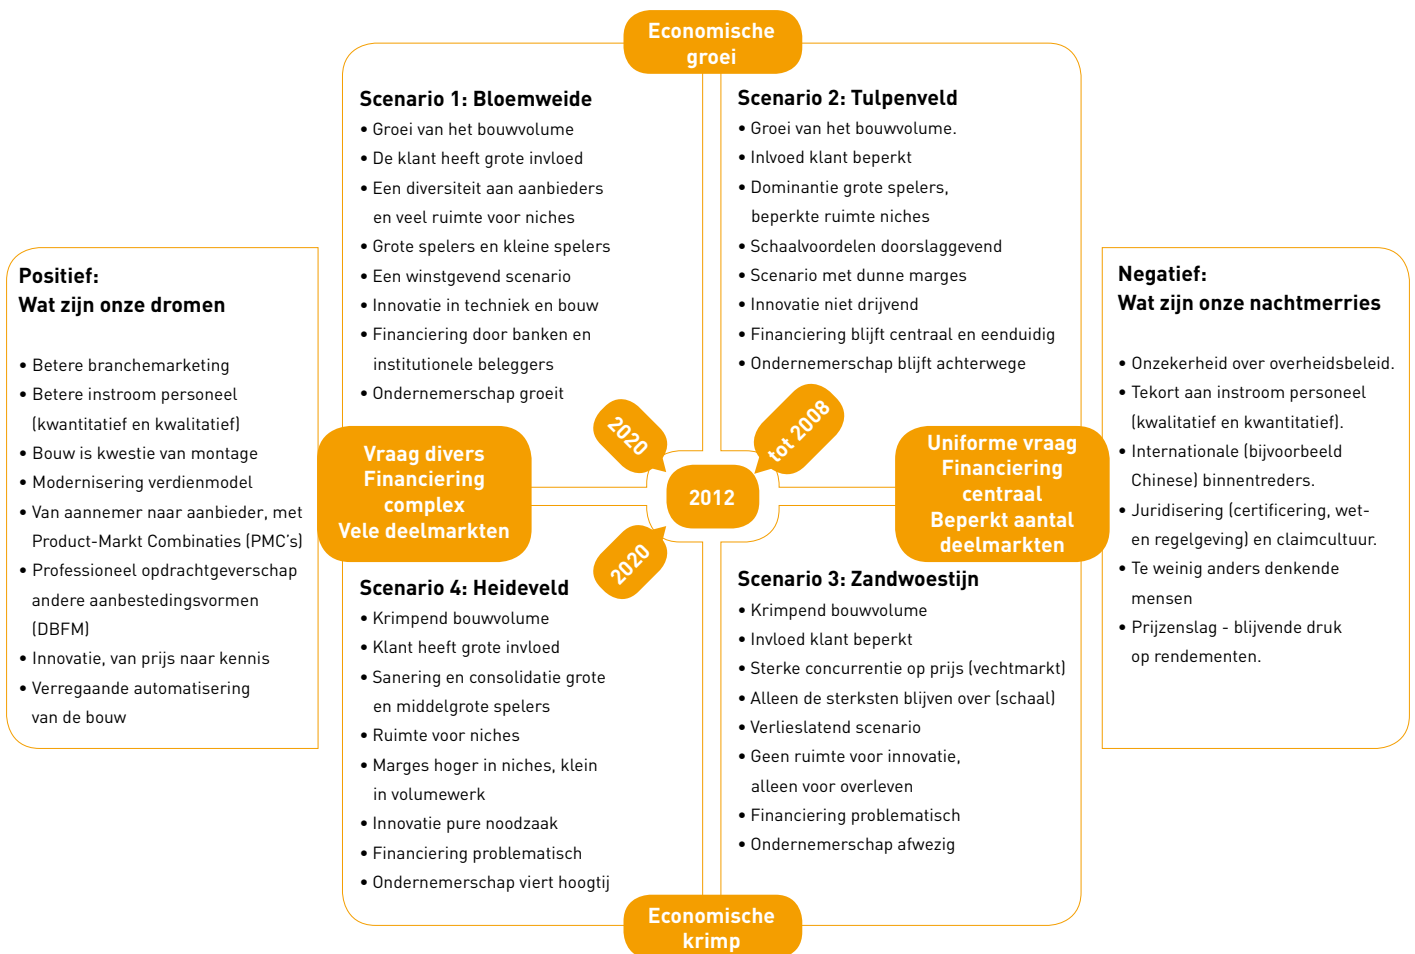 Economische
groei
Scenario 1: Bloemweide
• Groei van het bouwvolume
• De klant heeft grote invloed
• Een diversiteit aan aanbieders
en veel ruimte voor niches
• Grote spelers en kleine spelers
• Een winstgevend scenario
• Innovatie in techniek en bouw
• Financiering door banken en
institutionele beleggers
• Ondernemerschap groeit
Scenario 2: Tulpenveld
• Groei van het bouwvolume.
• Inlvoed klant beperkt
• Dominantie grote spelers,
beperkte ruimte niches
• Schaalvoordelen doorslaggevend
• Scenario met dunne marges
• Innovatie niet drijvend
• Financiering blijft centraal en eenduidig
• Ondernemerschap blijft achterwege
Positief:
Wat zijn onze dromen
• Betere branchemarketing
• Betere instroom personeel
(kwantitatief en kwalitatief)
• Bouw is kwestie van montage
• Modernisering verdienmodel
• Van aannemer naar aanbieder, met
Product-Markt Combinaties (PMC's)
• Professioneel opdrachtgeverschap
andere aanbestedingsvormen
(DBFM)
• Innovatie, van prijs naar kennis
• Verregaande automatisering
van de bouw
Vraag divers
Financiering
complex
Vele deelmarkten
2020
tot 2008
2012
2020
Uniforme vraag
Financiering
centraal
Beperkt aantal
deelmarkten
Negatief:
Wat zijn onze nachtmerries
• Onzekerheid over overheidsbeleid.
• Tekort aan instroom personeel
(kwalitatief en kwantitatief).
• Internationale (bijvoorbeeld
Chinese) binnentreders.
• Juridisering (certificering, wet-
en regelgeving) en claimcultuur.
• Te weinig anders denkende
mensen
• Prijzenslag - blijvende druk
op rendementen.
Scenario 4: Heideveld
• Krimpend bouwvolume
• Klant heeft grote invloed
• Sanering en consolidatie grote
en middelgrote spelers
• Ruimte voor niches
• Marges hoger in niches, klein
in volumewerk
• Innovatie pure noodzaak
• Financiering problematisch
• Ondernemerschap viert hoogtij
Scenario 3: Zandwoestijn
• Krimpend bouwvolume
• Invloed klant beperkt
• Sterke concurrentie op prijs (vechtmarkt)
• Alleen de sterksten blijven over (schaal)
• Verlieslatend scenario
• Geen ruimte voor innovatie,
alleen voor overleven
• Financiering problematisch
• Ondernemerschap afwezig
Economische
krimp